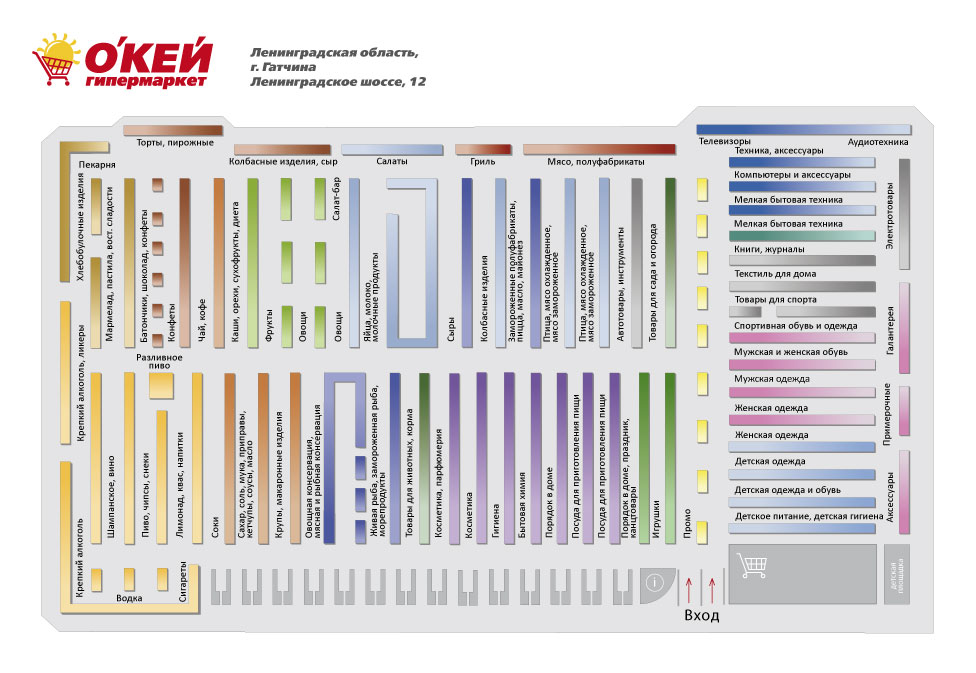 О'КЕЙ
гипермаркет
Ленинградская область,
г. Гатчина
Ленинградское шоссе, 12
Торты, пирожные
Пекарня
Колбасные изделия, сыр
Салаты
Гриль
Мясо, полуфабрикаты
Телевизоры
Аудиотехника
Хлебобулочные изделия
Мармелад, пастила, вост. сладости
Батончики, шоколад, конфеты
Конфеты
Чай, кофе
Каши, орехи, сухофрукты, диета
Фрукты
Овощи
Салат-бар
Овощи
Яйца, молоко,
молочные продукты
Сыры
Колбасные изделия
Замороженные полуфабрикаты,
пицца, масло, майонез
Птица, мясо охлажденное,
мясо замороженное
Птица, мясо охлажденное,
мясо замороженное
Автотовары, инструменты
Товары для сада и огорода
Техника, аксессуары
Компьютеры и аксессуары
Мелкая бытовая техника
Мелкая бытовая техника
Книги, журналы
Текстиль для дома
Товары для спорта
Спортивная обувь и одежда
Мужская и женская обувь
Мужская одежда
Женская одежда
Женская одежда
Детская одежда
Детская одежда и обувь
Детское питание, детская гигиена
Электротовары
Галантерея
Примерочные
Аксессуары
Крепкий алкоголь, ликеры
Разливное
пиво
Крепкий алкоголь
Шампанское, вино
Пиво, чипсы, снеки
Лимонад, квас, напитки
Соки
Сахар, соль, мука, приправы,
кетчупы, соусы, масло
Крупы, макаронные изделия
Овощная консервация,
мясная и рыбная консервация
Живая рыба, замороженная рыба,
морепродукты
Товары для животных, корма
Косметика, парфюмерия
Косметика
Гигиена
Бытовая химия
Порядок в доме
Посуда для приготовления пищи
Посуда для приготовления пищи
Порядок в доме, праздник,
канцтовары
Игрушки
Промо
Водка
Сигареты
i
Вход
детская
площадка